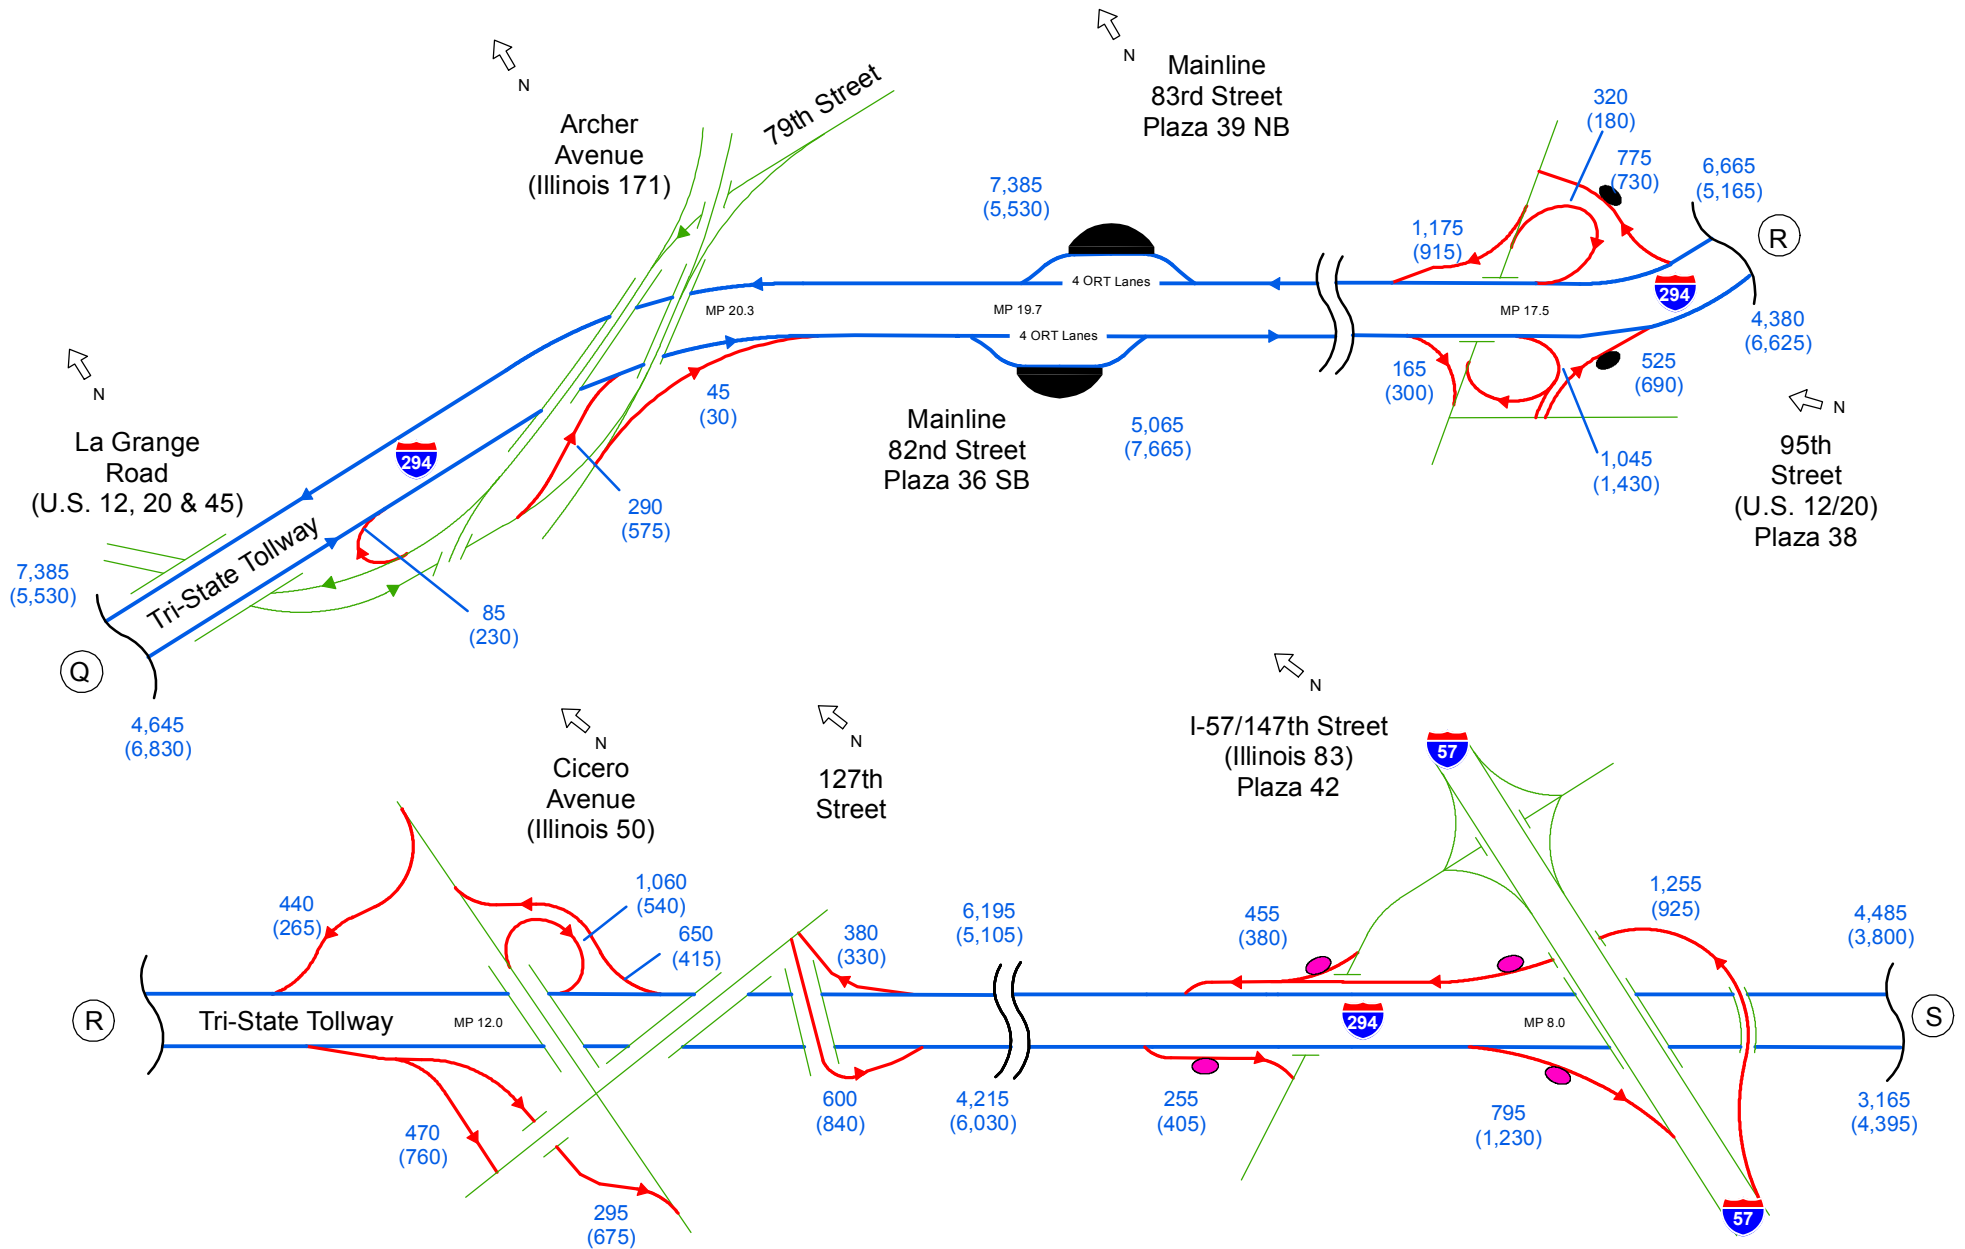 N
Archer
Avenue
(Illinois 171)
79th Street
N
Mainline
83rd Street
Plaza 39 NB
7,385
(5,530)
320
(180)
775
(730)
6,665
(5,165)
1,175
(915)
R
4 ORT Lanes
294
MP 20.3
MP 19.7
MP 17.5
4 ORT Lanes
4,380
(6,625)
N
La Grange
Road
(U.S. 12, 20 & 45)
294
45
(30)
Mainline
82nd Street
Plaza 36 SB
5,065
(7,665)
165
(300)
525
(690)
N
95th
Street
(U.S. 12/20)
Plaza 38
1,045
(1,430)
290
(575)
Tri-State Tollway
7,385
(5,530)
85
(230)
Q
4,645
(6,830)
N
Cicero
Avenue
(Illinois 50)
N
127th
Street
N
I-57/147th Street
(Illinois 83)
Plaza 42
57
440
(265)
1,060
(540)
650
(415)
380
(330)
6,195
(5,105)
455
(380)
1,255
(925)
4,485
(3,800)
R
Tri-State Tollway
MP 12.0
294
MP 8.0
S
470
(760)
295
(675)
600
(840)
4,215
(6,030)
255
(405)
795
(1,230)
3,165
(4,395)
57